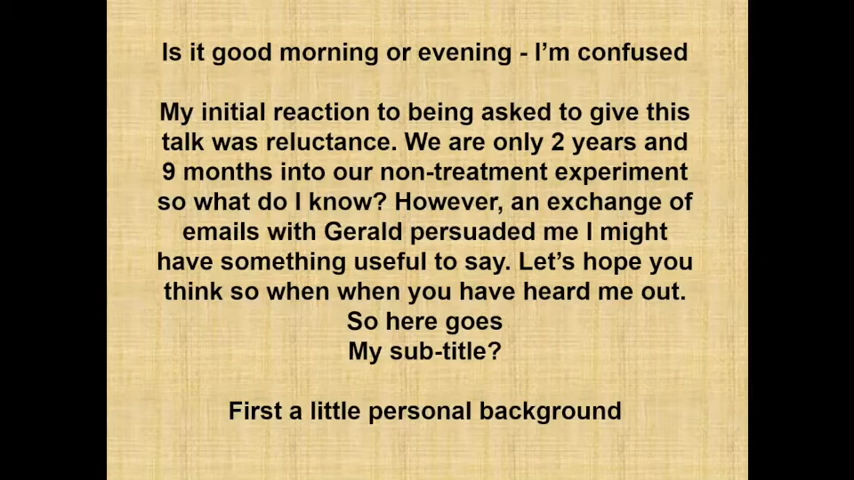 Is it good morning or evening - I’m confused
My initial reaction to being asked to give this
talk was reluctance. We are only 2 years and
9 months into our non-treatment experiment
so what do I know? However, an exchange of
emails with Gerald persuaded me I might
have something useful to say. Let’s hope you
think so when when you have heard me out.
So here goes
My sub-title?
First a little personal background